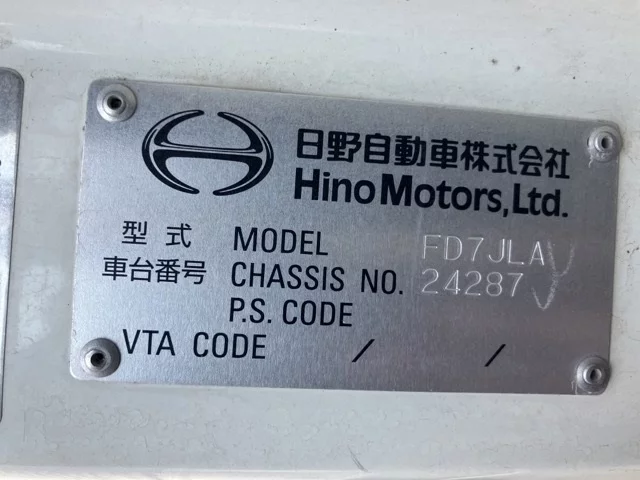 日野自動車株式会社
Hino Motors, Ltd.
型式 MODEL FD7JLA
車台番号 CHASSIS NO. 24287
P.S. CODE
VTA CODE / /